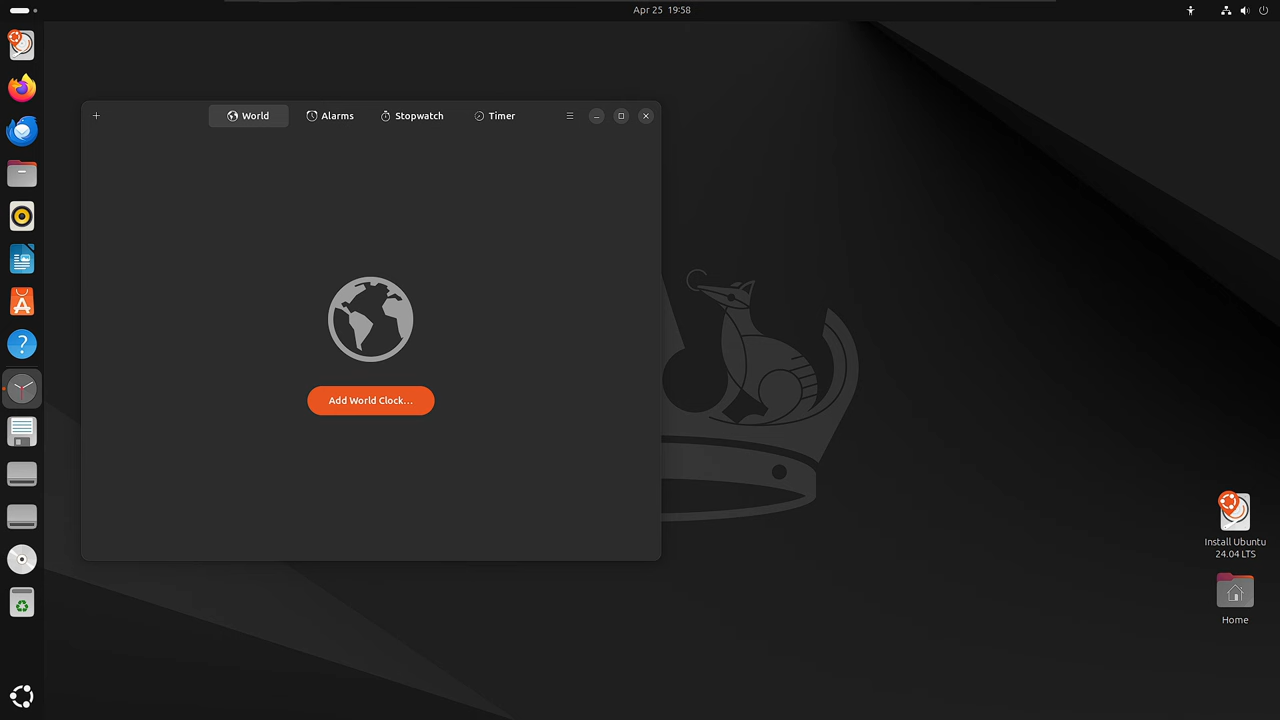 Apr 25 19:58
World
Alarms
Stopwatch
Timer
Add World Clock...
Install Ubuntu
24.04 LTS
Home